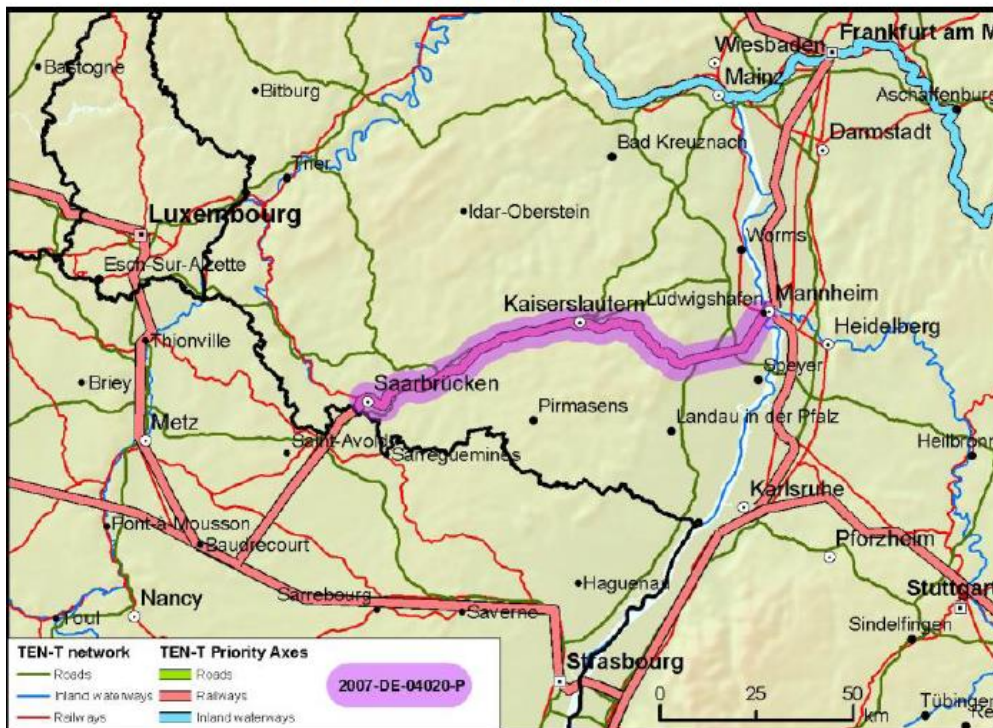 Wiesbaden
Frankfurt am M
Bastogne
Bitburg
Mainz
Aschaffenburg
Darmstadt
Bad Kreuznach
Trier
Luxembourg
Idar-Oberstein
Worms
Esch-Sur-Alzette
Kaiserslautern
Ludwigshafen
Mannheim
Heidelberg
Thionville
Briey
Saarbrücken
Speyer
Pirmasens
Landau in der Pfalz
Metz
Saint-Avold
Sarreguemines
Heilbronn
Karlsruhe
Pont-à-Mousson
Baudrecourt
Pforzheim
Haguenau
Stuttgart
Nancy
Toul
Sarrebourg
Saverne
Sindelfingen
Strasbourg
Tübingen
Re
TEN-T network
Roads
Inland waterways
Railways
TEN-T Priority Axes
Roads
Railways
Inland waterways
2007-DE-04020-P
0 25 50
km